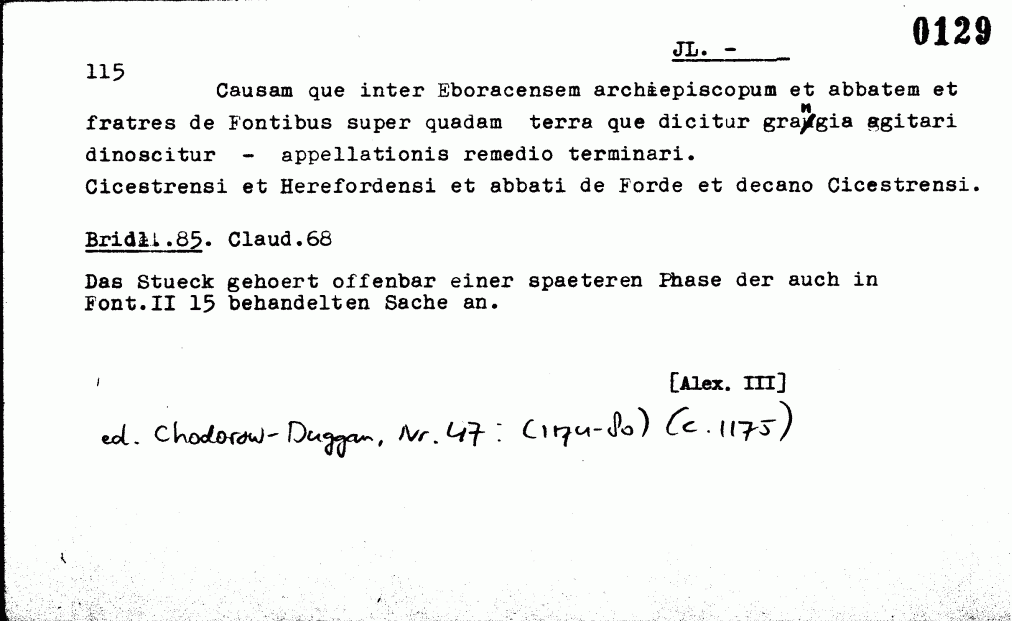 0129
JL. -
115
Causam que inter Eboracensem archiepiscopum et abbatem et
fratres de Fontibus super quadam terra que dicitur grangia agitari
dinoscitur - appellationis remedio terminari.
Cicestrensi et Herefordensi et abbati de Forde et decano Cicestrensi.
Bridl.85. Claud.68
Das Stueck gehoert offenbar einer spaeteren Phase der auch in
Font.II 15 behandelten Sache an.
[Alex. III]
ed. Chodorow-Duggan, Nr. 47 : (1174-80) (c. 1175)